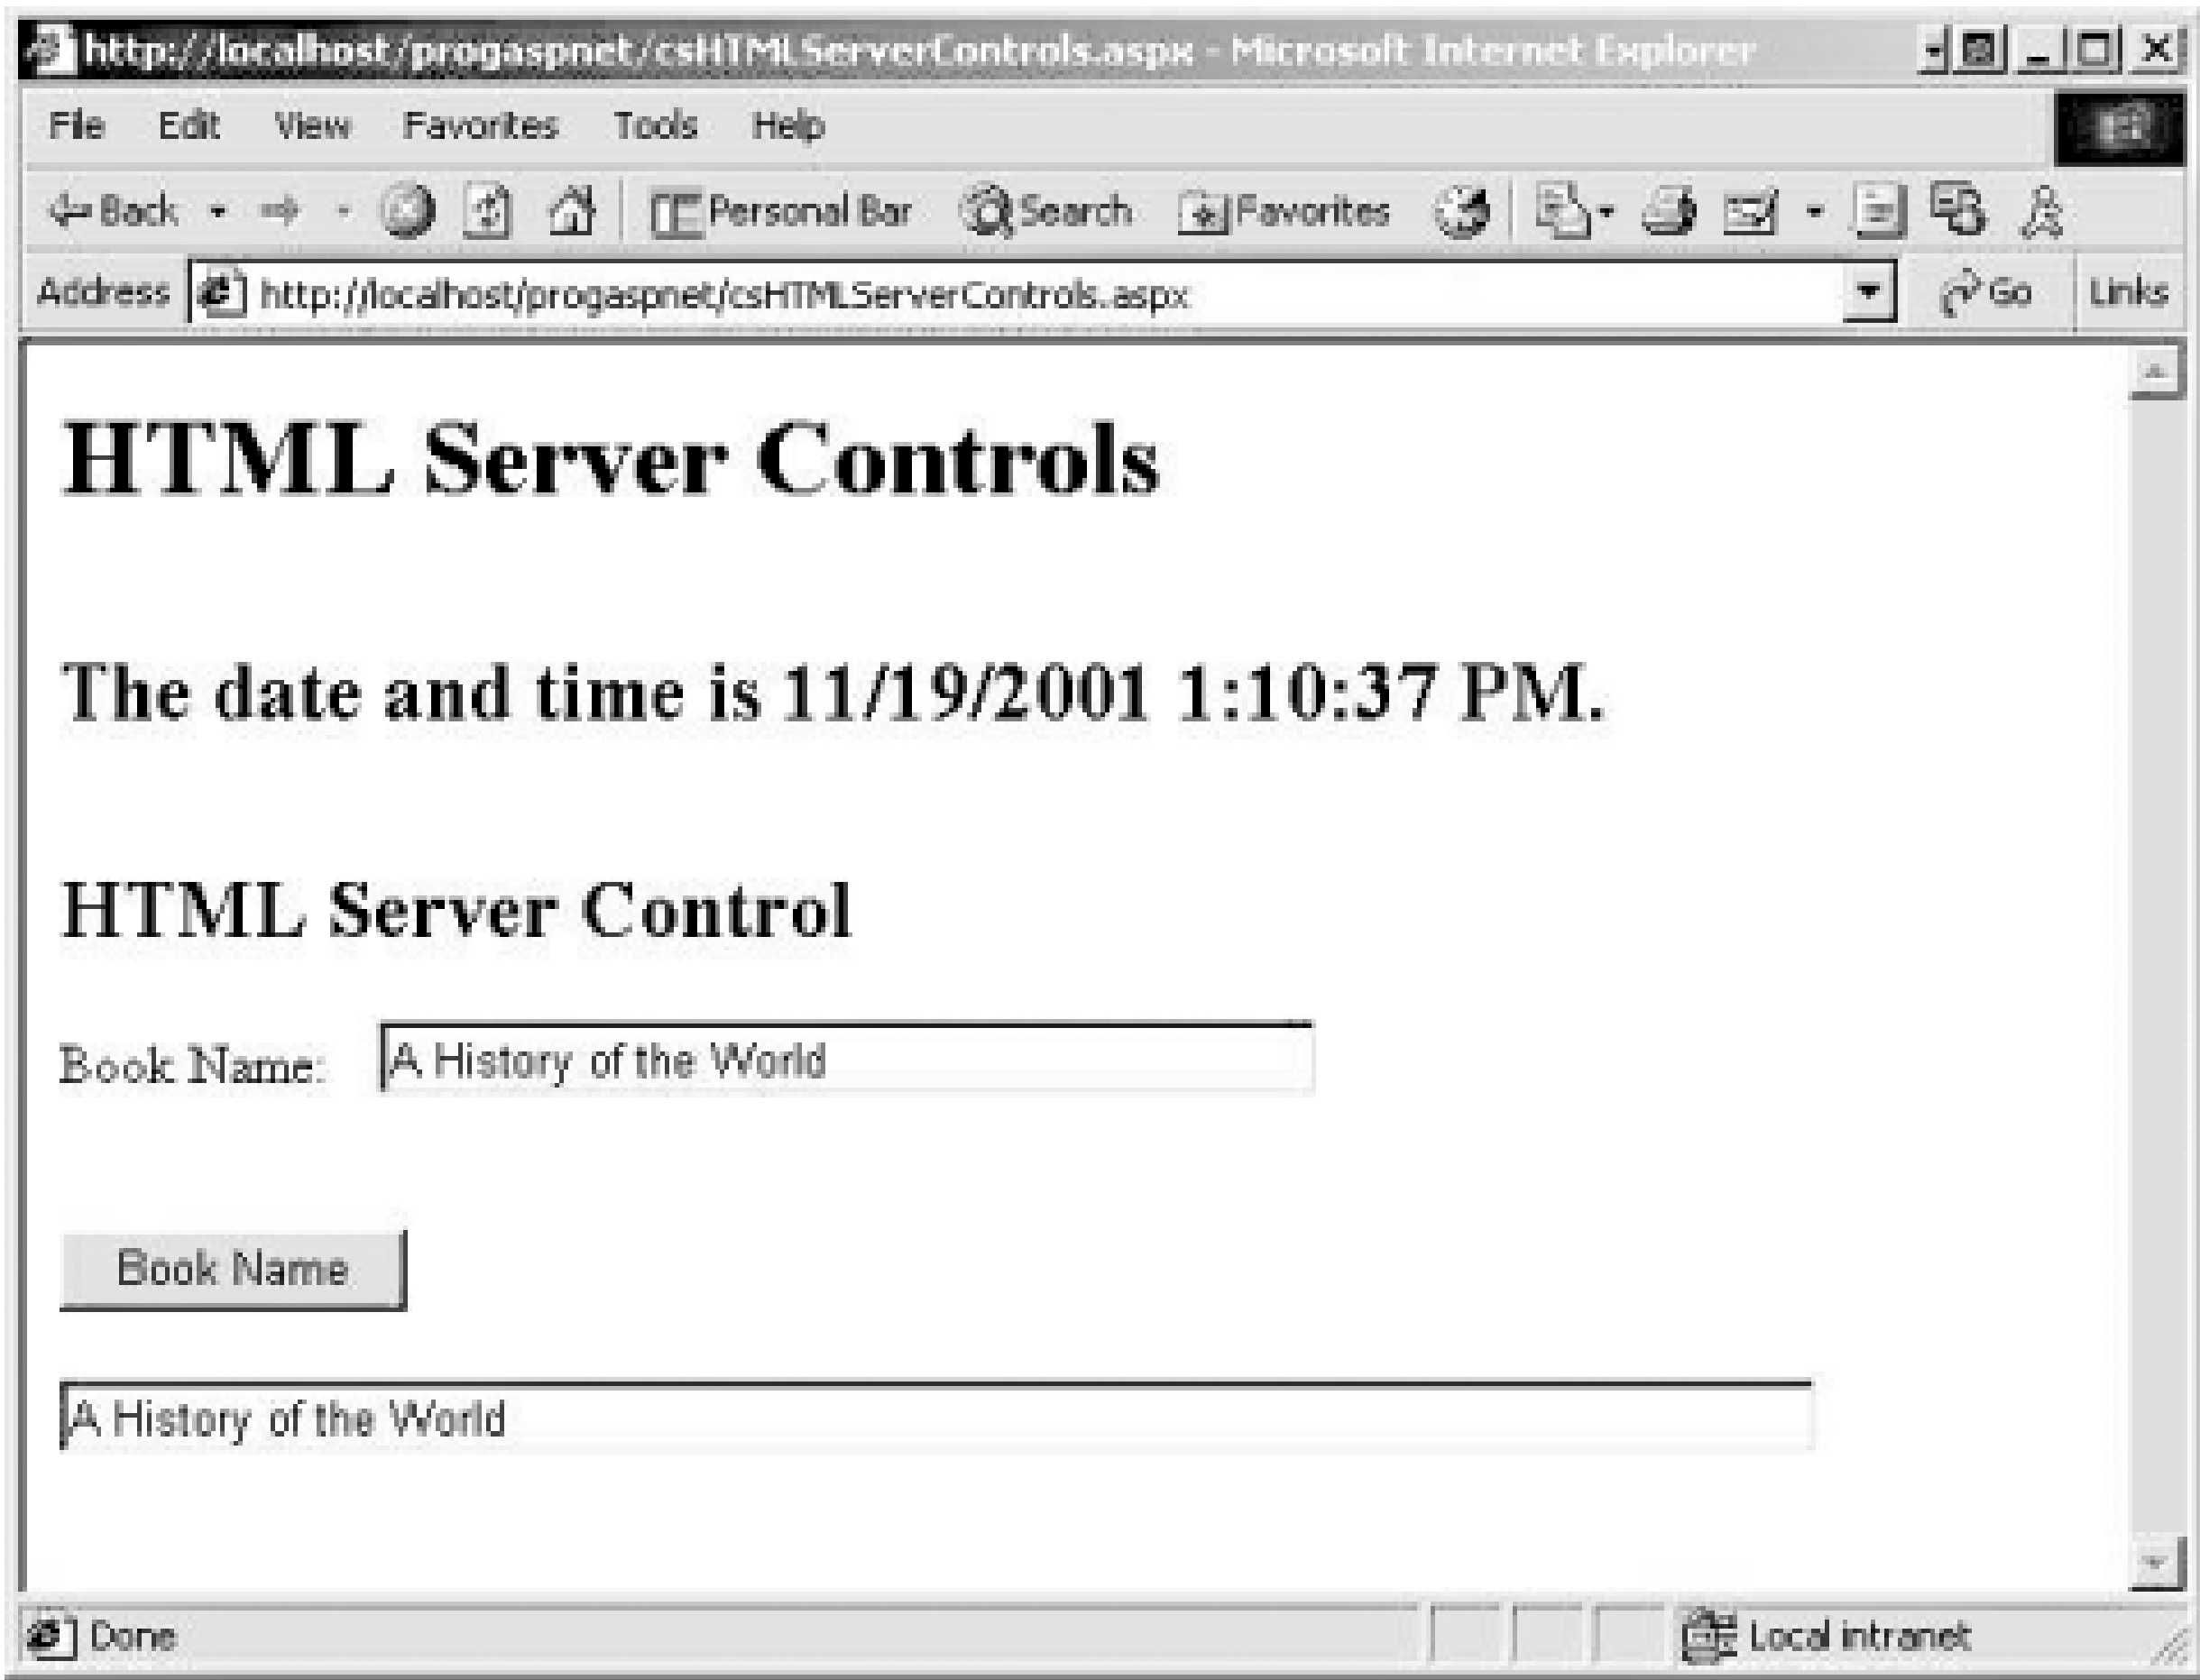 http://localhost/progaspnet/csHTMLServerControls.aspx - Microsoft Internet Explorer
File Edit View Favorites Tools Help
Back Personal Bar Search Favorites
Address http://localhost/progaspnet/csHTMLServerControls.aspx Go Links
HTML Server Controls
The date and time is 11/19/2001 1:10:37 PM.
HTML Server Control
Book Name: A History of the World
Book Name
A History of the World
Done Local intranet